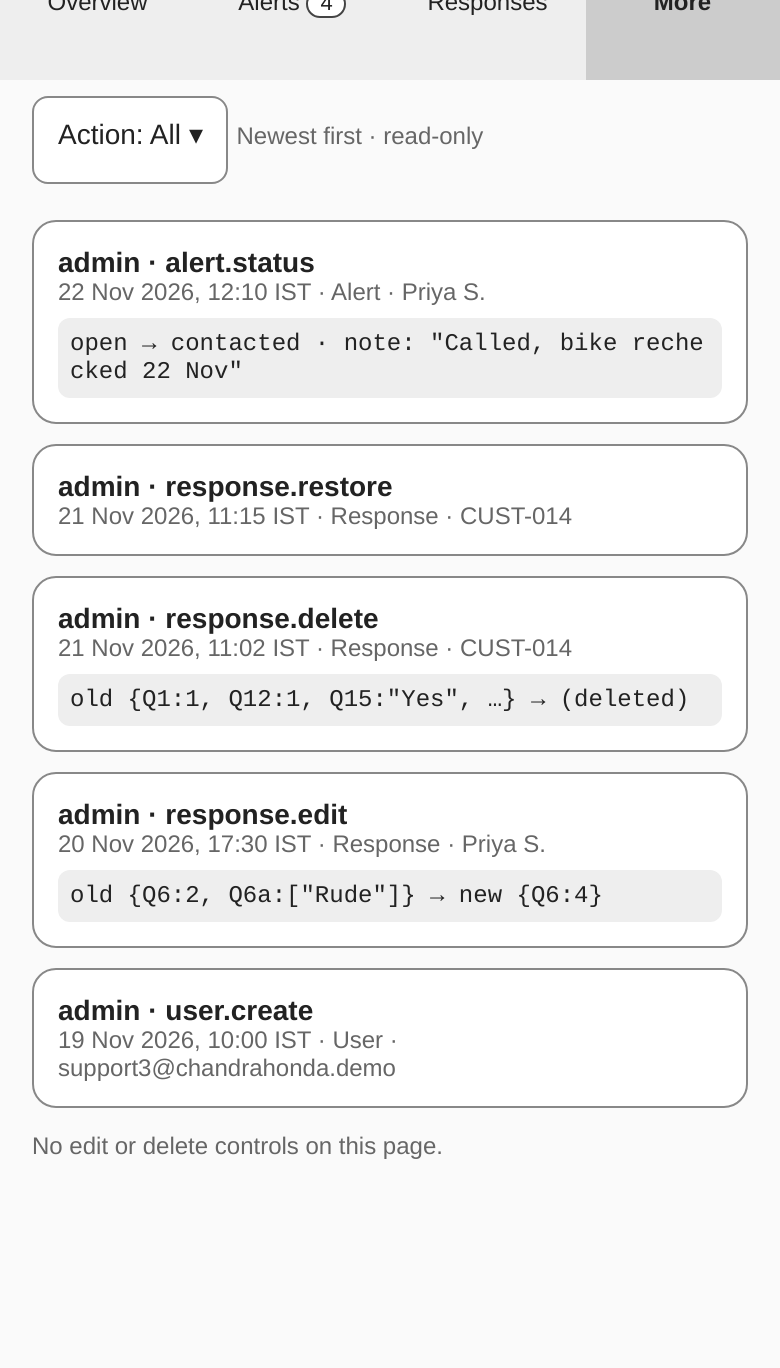 Overview Alerts 4 Responses More
Action: All ▾ Newest first · read-only
admin · alert.status
22 Nov 2026, 12:10 IST · Alert · Priya S.
open → contacted · note: "Called, bike reche
cked 22 Nov"
admin · response.restore
21 Nov 2026, 11:15 IST · Response · CUST-014
admin · response.delete
21 Nov 2026, 11:02 IST · Response · CUST-014
old {Q1:1, Q12:1, Q15:"Yes", …} → (deleted)
admin · response.edit
20 Nov 2026, 17:30 IST · Response · Priya S.
old {Q6:2, Q6a:["Rude"]} → new {Q6:4}
admin · user.create
19 Nov 2026, 10:00 IST · User ·
support3@chandrahonda.demo
No edit or delete controls on this page.